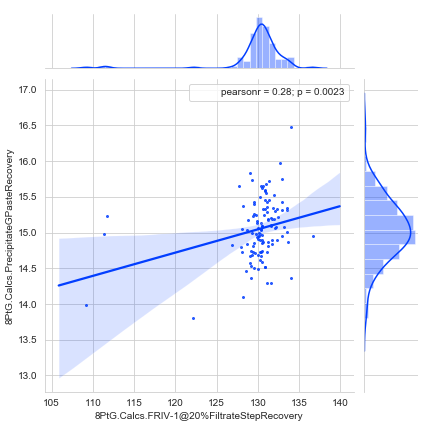 pearsonr = 0.28; p = 0.0023
17.0
16.5
16.0
15.5
15.0
14.5
14.0
13.5
13.0
8PtG.Calcs.PrecipitateGPasteRecovery
105 110 115 120 125 130 135 140
8PtG.Calcs.FRIV-1@20%FiltrateStepRecovery